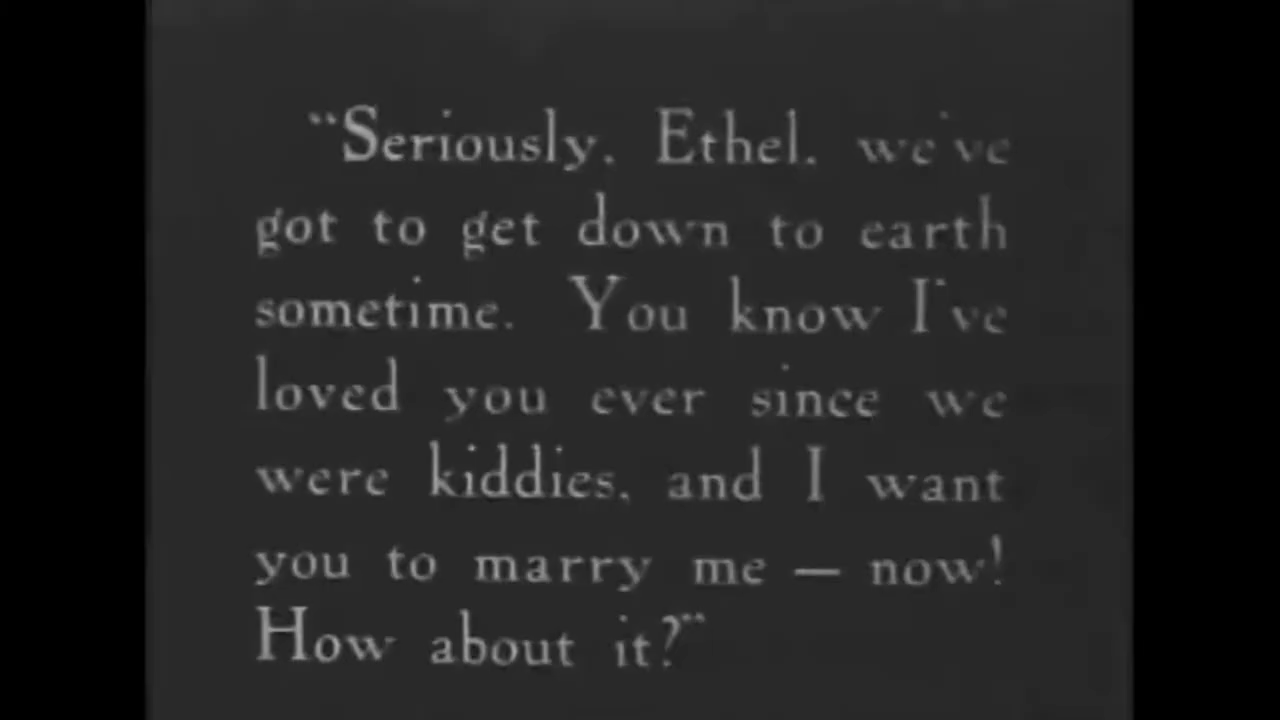 "Seriously, Ethel, we've
got to get down to earth
sometime. You know I've
loved you ever since we
were kiddies, and I want
you to marry me — now!
How about it?"